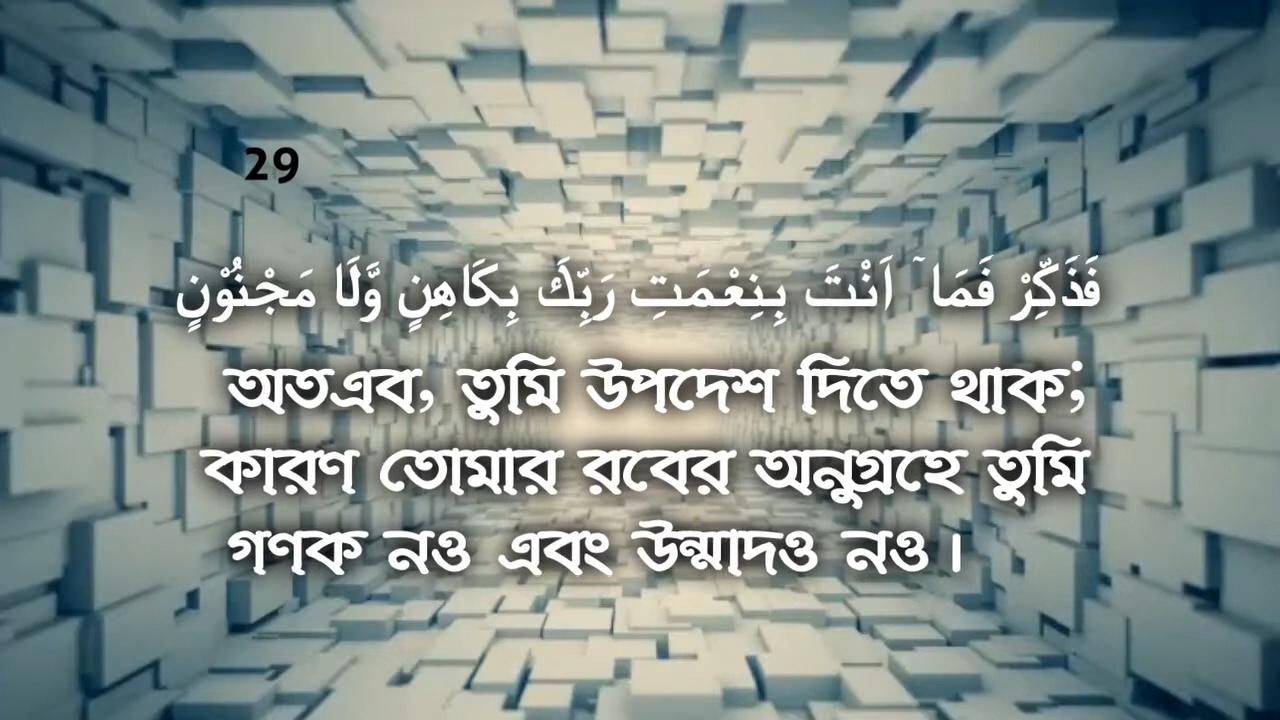 29
فَذَكِّرْ فَمَاۤ اَنْتَ بِنِعْمَتِ رَبِّكَ بِكَاهِنٍ وَّلَا مَجْنُوْنٍ
অতএব, তুমি উপদেশ দিতে থাক;
কারণ তোমার রবের অনুগ্রহে তুমি
গণক নও এবং উন্মাদও নও।